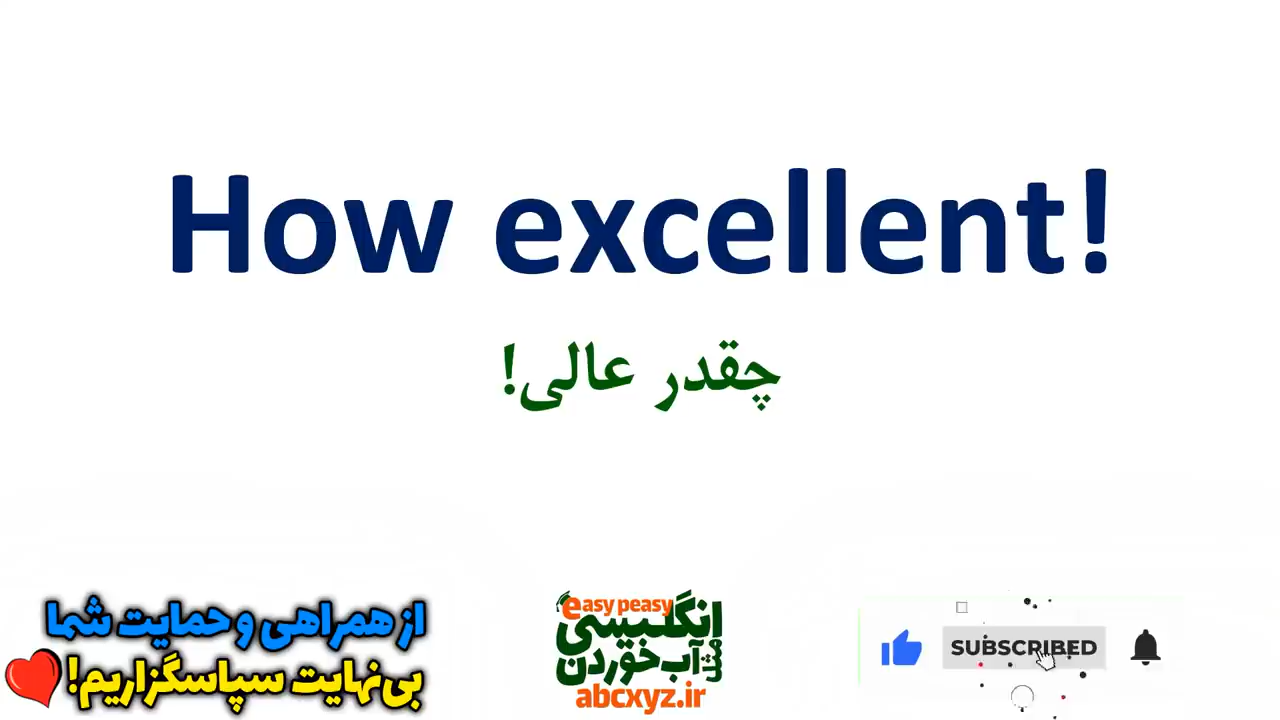 How excellent!
چقدر عالی!
از همراهی و حمایت شما
بی‌نهایت سپاسگزاریم!
easy peasy
انگلیسی
مثل آب خوردن
abcxyz.ir
SUBSCRIBED